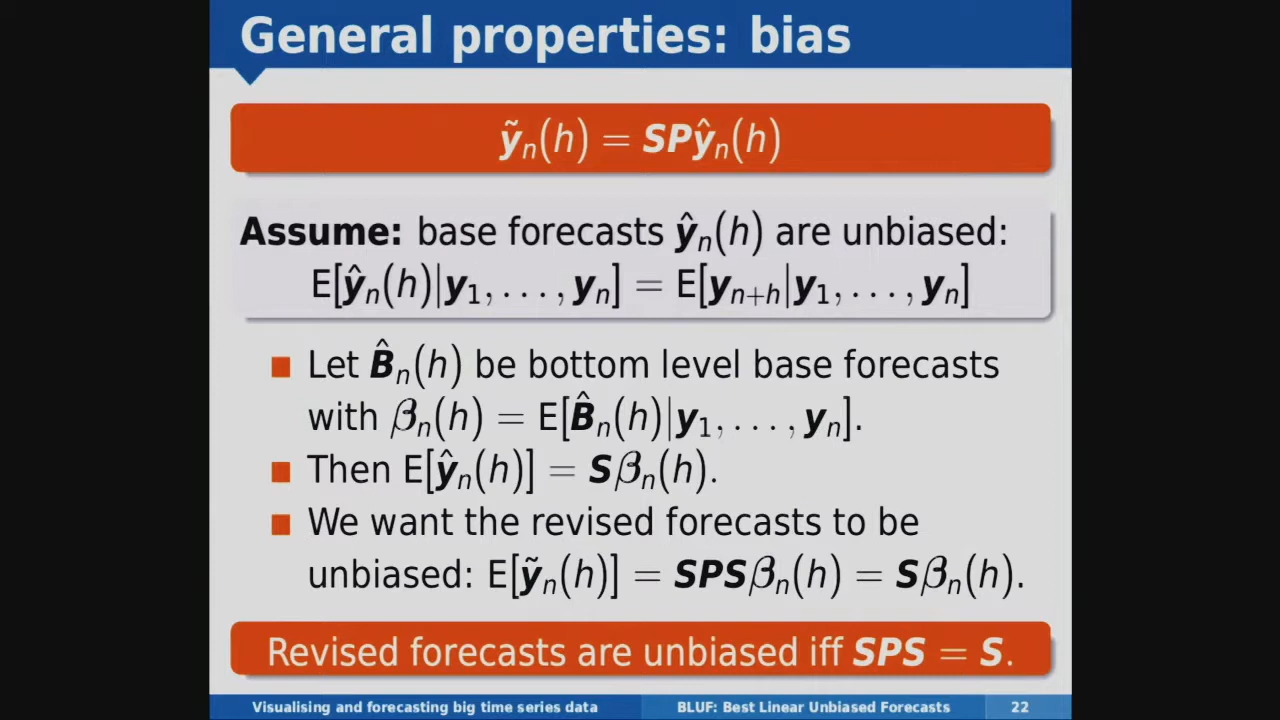 General properties: bias
ỹₙ(h) = SPŷₙ(h)
Assume: base forecasts ŷₙ(h) are unbiased:
E[ŷₙ(h)|y₁, . . . , yₙ] = E[yₙ₊ₕ|y₁, . . . , yₙ]
■ Let B̂ₙ(h) be bottom level base forecasts
with βₙ(h) = E[B̂ₙ(h)|y₁, . . . , yₙ].
■ Then E[ŷₙ(h)] = Sβₙ(h).
■ We want the revised forecasts to be
unbiased: E[ỹₙ(h)] = SPSβₙ(h) = Sβₙ(h).
Revised forecasts are unbiased iff SPS = S.
Visualising and forecasting big time series data BLUF: Best Linear Unbiased Forecasts 22